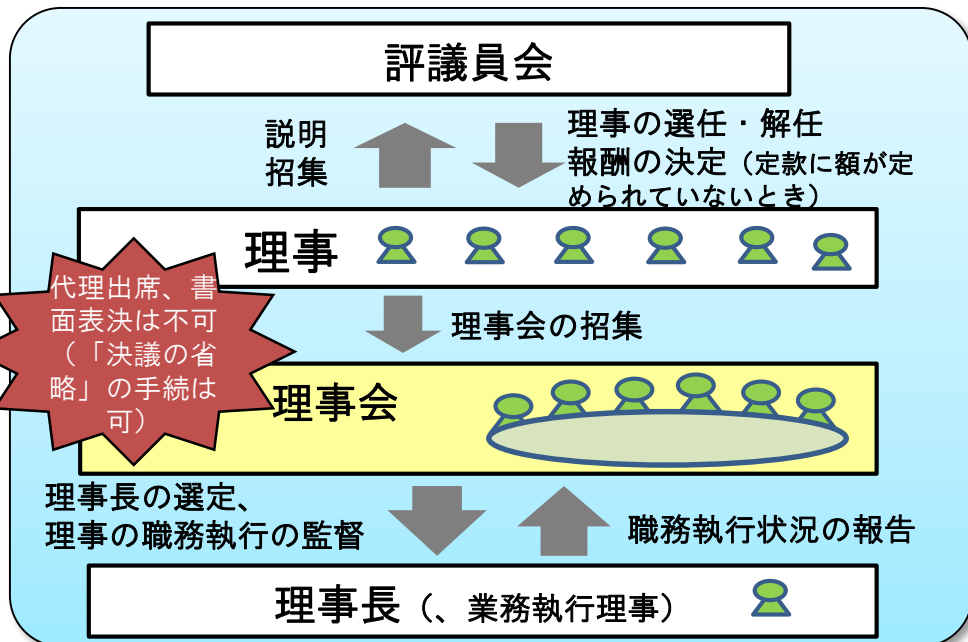 評議員会
説明
招集
理事の選任・解任
報酬の決定（定款に額が定
められていないとき）
理事
代理出席、書
面表決は不可
（「決議の省
略」の手続は
可）
理事会の招集
理事会
理事長の選定、
理事の職務執行の監督
職務執行状況の報告
理事長（、業務執行理事）